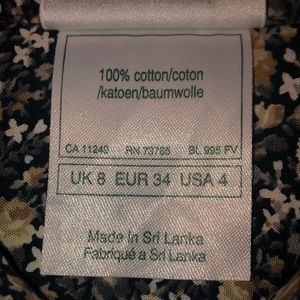 100% cotton/coton
/katoen/baumwolle
CA 11249 RN 73765 BL 995 FV
UK 8 EUR 34 USA 4
Made In Sri Lanka
Fabriqué a Sri Lanka